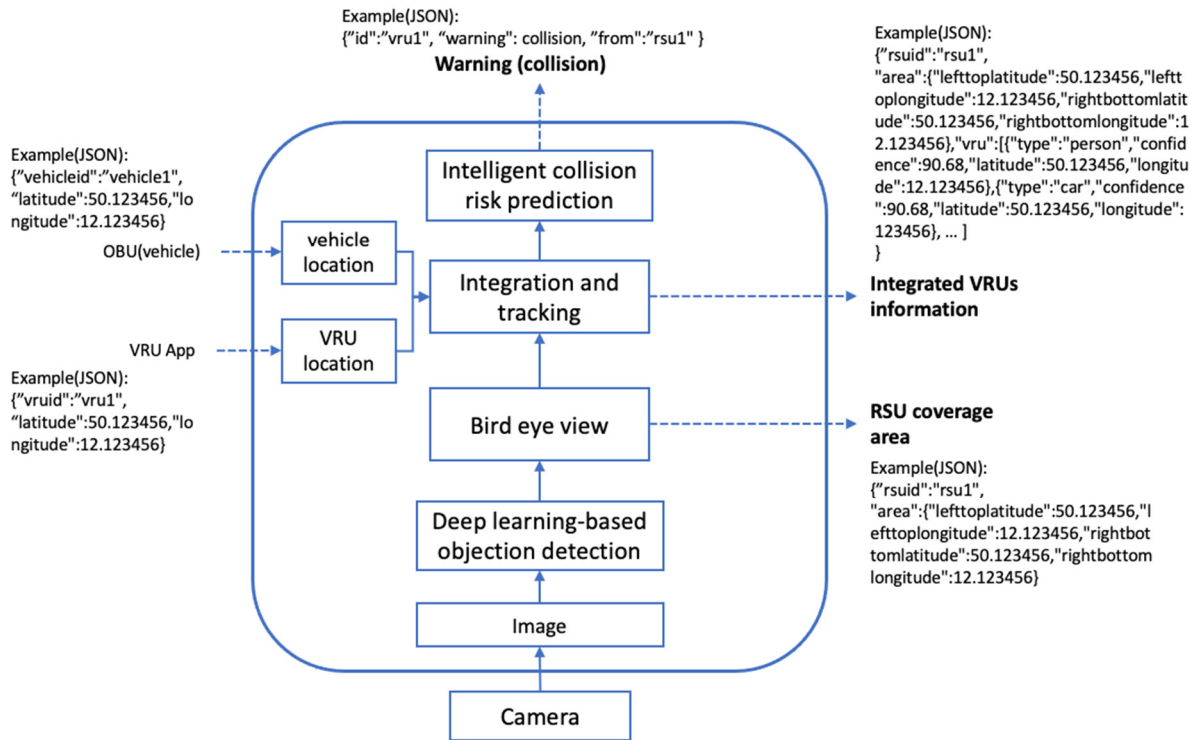 Example(JSON):
{"id":"vru1", “warning": collision, ”from":"rsu1" }
Warning (collision)
Example(JSON):
{”rsuid":"rsu1",
"area":{"lefttoplatitude":50.123456,"left
toplongitude":12.123456,"rightbottomlatit
ude":50.123456,"rightbottomlongitude":1
2.123456},"vru":[{"type":"person","confid
ence":90.68,"latitude":50.123456,"longitu
de":12.123456},{"type":"car","confidence
":90.68,"latitude":50.123456,"longitude":
123456}, ... ]
}
Integrated VRUs
information
Example(JSON):
{”vehicleid":”vehicle1",
“latitude":50.123456,"lo
ngitude":12.123456}
OBU(vehicle)
VRU App
Example(JSON):
{"vruid":”vru1",
“latitude":50.123456,"lo
ngitude":12.123456}
Intelligent collision
risk prediction
vehicle
location
VRU
location
Integration and
tracking
Bird eye view
Deep learning-based
objection detection
Image
Camera
RSU coverage
area
Example(JSON):
{”rsuid":"rsu1",
"area":{"lefttoplatitude":50.123456,"l
efttoplongitude":12.123456,"rightbot
tomlatitude":50.123456,"rightbottom
longitude":12.123456}